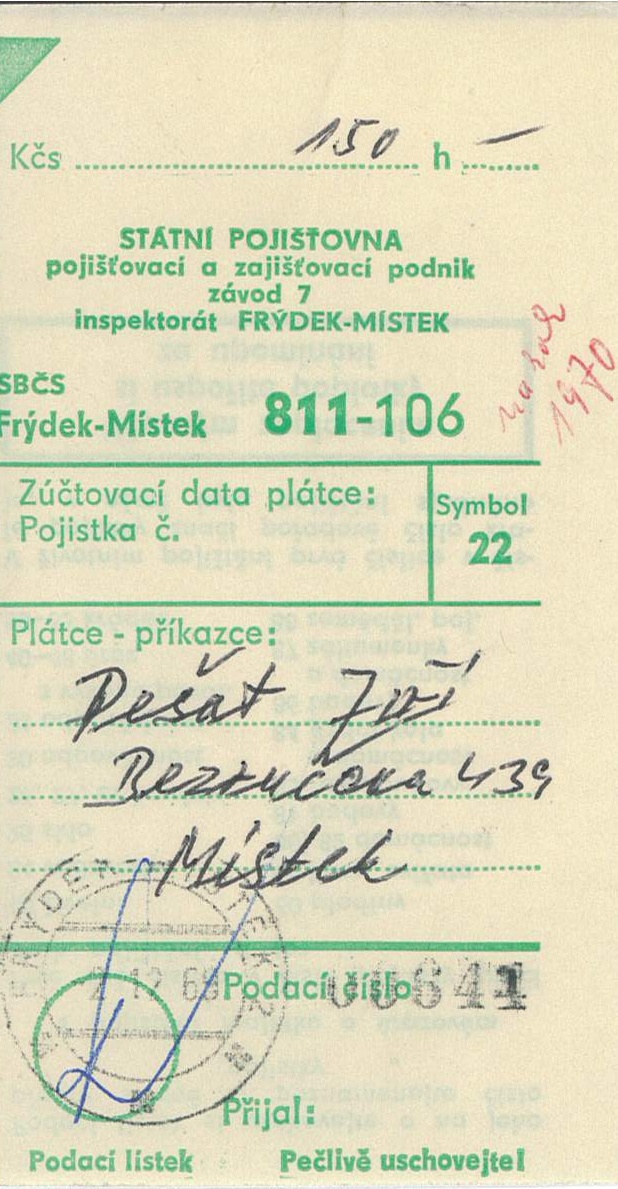 Kčs 150 h —
STÁTNÍ POJIŠŤOVNA
pojišťovací a zajišťovací podnik
závod 7
inspektorát FRÝDEK-MÍSTEK
1970
SBČS
Frýdek-Místek 811-106
Zúčtovací data plátce:
Pojistka č.
Symbol
22
Plátce - příkazce:
Pešat Jiří
Bezručova 439
Místek
Podací číslo
Přijal:
Podací lístek Pečlivě uschovejte!